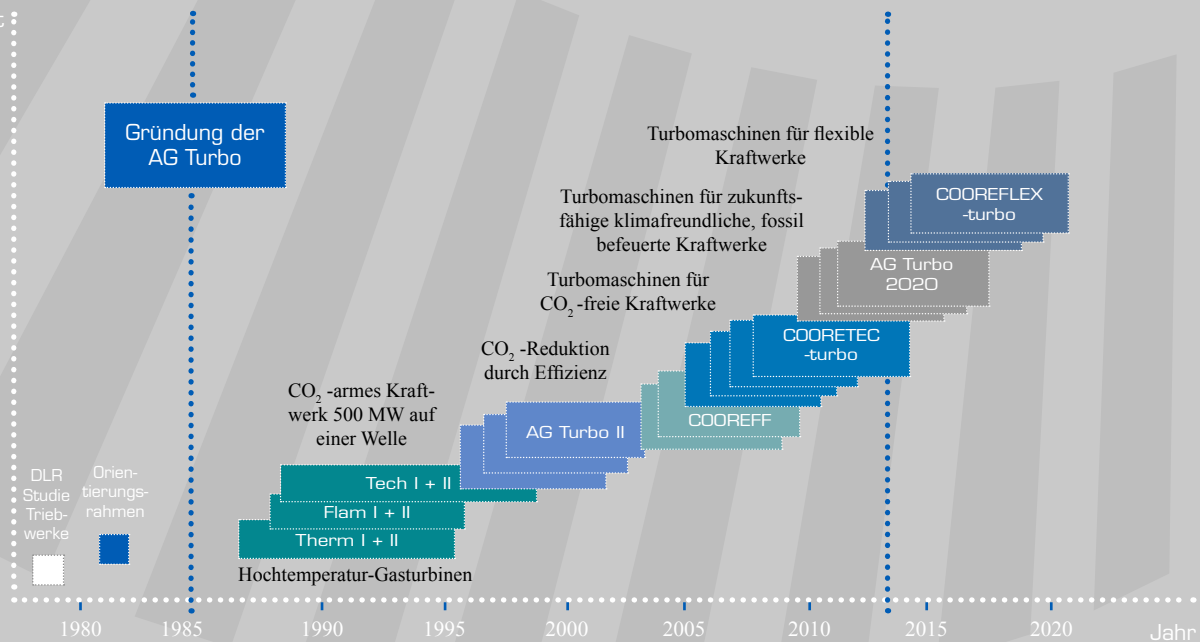 t
Gründung der
AG Turbo
Turbomaschinen für flexible
Kraftwerke
COOREFLEX
-turbo
Turbomaschinen für zukunfts-
fähige klimafreundliche, fossil
befeuerte Kraftwerke
AG Turbo
2020
Turbomaschinen für
CO₂ -freie Kraftwerke
COORETEC
-turbo
CO₂ -Reduktion
durch Effizienz
COOREFF
CO₂ -armes Kraft-
werk 500 MW auf
einer Welle
AG Turbo II
Tech I + II
Flam I + II
Therm I + II
Hochtemperatur-Gasturbinen
DLR
Studie
Trieb-
werke
Orien-
tierungs-
rahmen
1980 1985 1990 1995 2000 2005 2010 2015 2020 Jahr